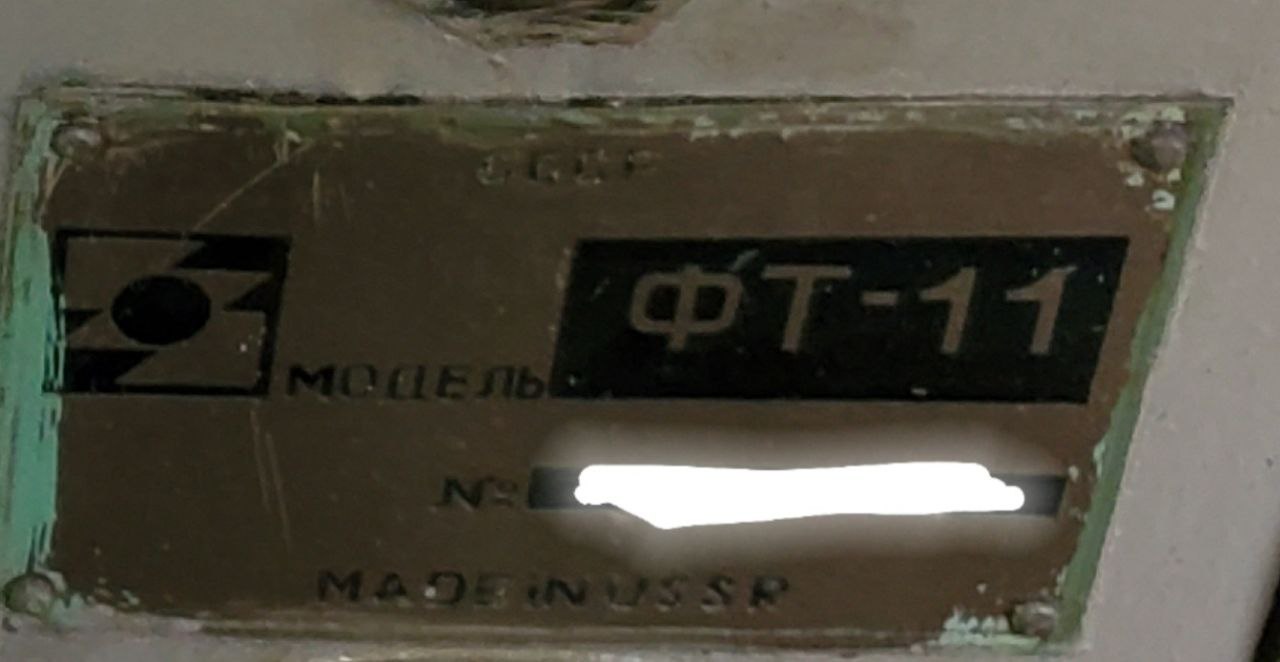 СССР
МОДЕЛЬ ФТ-11
№
MADE IN USSR